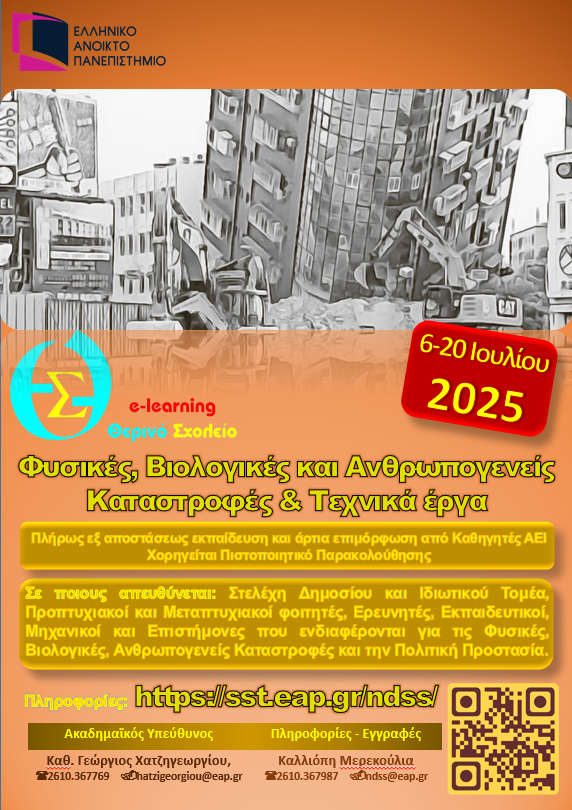 ΕΛΛΗΝΙΚΟ
ΑΝΟΙΚΤΟ
ΠΑΝΕΠΙΣΤΗΜΙΟ
CAT
6-20 Ιουλίου
2025
ΘΣ
e-learning
Θερινό Σχολείο
Φυσικές, Βιολογικές και Ανθρωπογενείς
Καταστροφές & Τεχνικά έργα
Πλήρως εξ αποστάσεως εκπαίδευση και άρτια επιμόρφωση από Καθηγητές ΑΕΙ
Χορηγείται Πιστοποιητικό Παρακολούθησης
Σε ποιους απευθύνεται: Στελέχη Δημοσίου και Ιδιωτικού Τομέα,
Προπτυχιακοί και Μεταπτυχιακοί φοιτητές, Ερευνητές, Εκπαιδευτικοί,
Μηχανικοί και Επιστήμονες που ενδιαφέρονται για τις Φυσικές,
Βιολογικές, Ανθρωπογενείς Καταστροφές και την Πολιτική Προστασία.
Πληροφορίες: https://sst.eap.gr/ndss/
Ακαδημαϊκός Υπεύθυνος Πληροφορίες - Εγγραφές
Καθ. Γεώργιος Χατζηγεωργίου, Καλλιόπη Μερεκούλια
☎2610.367769 hatzigeorgiou@eap.gr ☎2610.367987 ndss@eap.gr